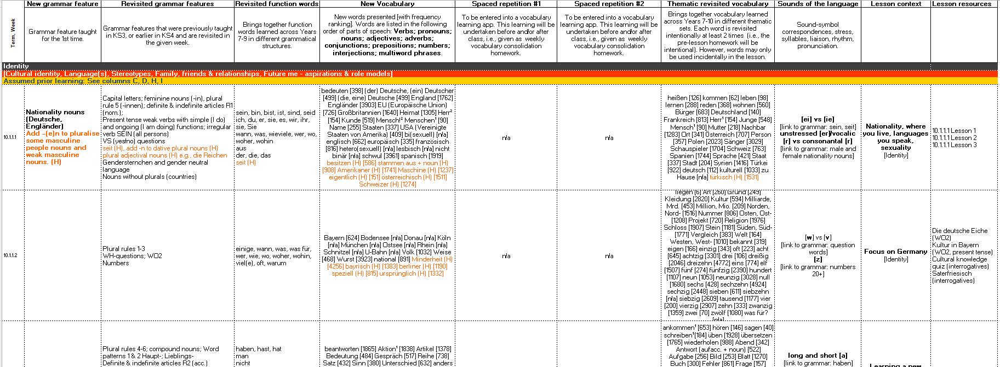 New grammar feature
Revisited grammar features
Revisited function words
New Vocabulary
Spaced repetition #1
Spaced repetition #2
Thematic revisited vocabulary
Sounds of the language
Lesson context
Lesson resources
Term, Week
Grammar feature taught
for the 1st time.
Grammar features that were previously taught
in KS3, or earlier in KS4 and are revisited in
the given week.
Brings together function
words learned across Years
7-9 in different grammatical
structures.
New words presented [with frequency
ranking]. Words are listed in the following
order of parts of speech: Verbs; pronouns;
nouns; adjectives; adverbs;
conjunctions; prepositions; numbers;
interjections; multiword phrases.
To be entered into a vocabulary
learning app. This learning will be
undertaken before and/or after
class, i.e., given as weekly
vocabulary consolidation
homework.
To be entered into a vocabulary
learning app. This learning will be
undertaken before and/or after
class, i.e., given as weekly
vocabulary consolidation
homework.
Brings together vocabulary learned
across Years 7-10 in different thematic
sets. Each word is revisited
intentionally at least 2 times (i.e., the
pre-lesson homework will be
intentional). However, words may only
be used incidentally in the lesson.
Sound-symbol
correspondences, stress,
syllables, liaison, rhythm,
pronunciation.
Identity
[Cultural identity, Language(s), Stereotypes, Family, friends & relationships, Future me - aspirations & role models]
Assumed prior learning: See columns C, D, H, I
10.1.1.1
Nationality nouns
(Deutsche,
Engländer)
Add -(e)n to pluralise
some masculine
people nouns and
weak masculine
nouns. (H)
Capital letters; feminine nouns (-in), plural
rule 5 (-innen); definite & indefinite articles R1
(nom.);
Present tense weak verbs with simple (I do)
and ongoing (I am doing) functions; irregular
verb SEIN (all persons)
VS (yes/no) questions
seit (H), add -n to dative plural nouns (H)
plural adjectival nouns (H) e.g., die Reichen
Gendersternchen and gender neutral
language
Nouns without plurals (countries)
sein, bin, bist, ist, sind, seid
ich, du, er, sie, es, wir, ihr,
sie, Sie
wann, was, wieviele, wer, wo,
woher, wohin
aus
der, die, das
seit (H)
bedeuten [398] (der) Deutsche, (ein) Deutscher
[499] (die, eine) Deutsche [499] England [1762]
Engländer [3903] EU (Europäische Union)
[726] Großbritannien [1640] Heimat [1305] Herr²
[154] Kunde [519] Mensch!² Menschen¹ [90]
Name [255] Staaten [337] USA (Vereinigte
Staaten von Amerika) [409] bi(sexuell) [n/a]
englisch [662] europäisch [335] französisch
[816] hetero(sexuell) [n/a] lesbisch [n/a] nicht
binär [n/a] schwul [3961] spanisch [1919]
besitzen (H) [586] stammen aus + noun (H)
[908] Amerikaner (H) [1741] Maschine (H) [1237]
eigentlich (H) [151] österreichisch (H) [1511]
Schweizer (H) [1274]
n/a
n/a
heißen [126] kommen [62] leben [98]
lernen [288] reden [368] wohnen [560]
Bürger [683] Deutschland [140]
Frankreich [813] Herr¹ [154] Junge [548]
Mensch¹ [90] Mutter [218] Nachbar
[1283] Ort [341] Österreich [707] Person
[357] Polen [2023] Sänger [3029]
Schauspieler [1704] Schweiz [763]
Spanien [1744] Sprache [421] Staat
[337] Stadt [204] Syrien [1416] Türkei
[922] deutsch [112] kulturell [1033] zu
Hause [n/a] türkisch (H) [1531]
[ei] vs [ie]
[link to grammar: sein, seit]
unstressed [er]/vocalic
[r] vs consonantal [r]
[link to grammar: male and
female nationality nouns]
Nationality, where
you live, languages
you speak,
sexuality
[Identity]
10.1.1.1 Lesson 1
10.1.1.1 Lesson 2
10.1.1.1 Lesson 3
10.1.1.2
Plural rules 1-3
WH-questions; WO2
Numbers
einige, wann, was, was für,
wer, wie, wo, woher, wohin,
viel(e), oft, warum
Bayern [624] Bodensee [n/a] Donau [n/a] Köln
[n/a] München [n/a] Ostsee [n/a] Rhein [n/a]
Schnitzel [n/a] U-Bahn [n/a] Volk [1032] Weise
[468] Wurst [3923] national [891] Minderheit (H)
[4256] bayrisch (H) [1383] berliner (H) [1190]
speziell (H) [815] ursprünglich (H) [1332]
n/a
n/a
liegen [6] Art [260] Grund [249]
Kleidung [2820] Kultur [594] Milliarde,
Mrd. [453] Million, Mio. [209] Norden,
Nord- [1516] Nummer [806] Osten, Ost-
[1208] Projekt [720] Religion [1976]
Schloss [1907] Stein [1181] Süden, Süd-
[1771] Vergleich [383] Welt [164]
Westen, West- [1010] bekannt [319]
eigen [166] einzig [343] oft [223] acht
[645] achtzig [3301] drei [106] dreißig
[2046] dreizehn [4772] eins [774] elf
[1507] fünf [274] fünfzig [2390] hundert
[1107] neun [1053] neunzig [3028] null
[1680] sechs [428] sechzehn [4924]
sechzig [2448] sieben [611] siebzehn
[n/a] siebzig [2609] tausend [1177] vier
[200] vierzig [2907] zehn [333] zwanzig
[1359] zwei [70] zwölf [1080] was für?
[n/a]
[w] vs [v]
[link to grammar: question
words]
[z]
[link to grammar: numbers
20+]
Focus on Germany
[Identity]
Die deutsche Eiche
(WO2)
Kultur in Bayern
(WO2, present tense)
Cultural knowledge
quiz (interrogatives)
Saterfriesisch
(interrogatives)
Plural rules 4-6; compound nouns; Word
patterns 1 & 2 Haupt-; Lieblings-
Definite & indefinite articles R2 (acc.)
haben, hast, hat
man
nicht
beantworten [1865] Aktion¹ [1838] Artikel [1378]
Bedeutung [484] Gespräch [517] Reihe [738]
Satz [432] Sinn [380] Unterschied [632] anders
ankommen¹ [653] hören [146] sagen [40]
schreiben¹[184] üben [1928] übersetzen
[1765] wiederholen [988] Abend [342]
Antwort (aufacc. + noun) [522]
Aufgabe [256] Bild [253] Blatt [1270]
Buch [300] Fehler [861] Frage [157]
long and short [a]
[link to grammar: haben]
Learning a new